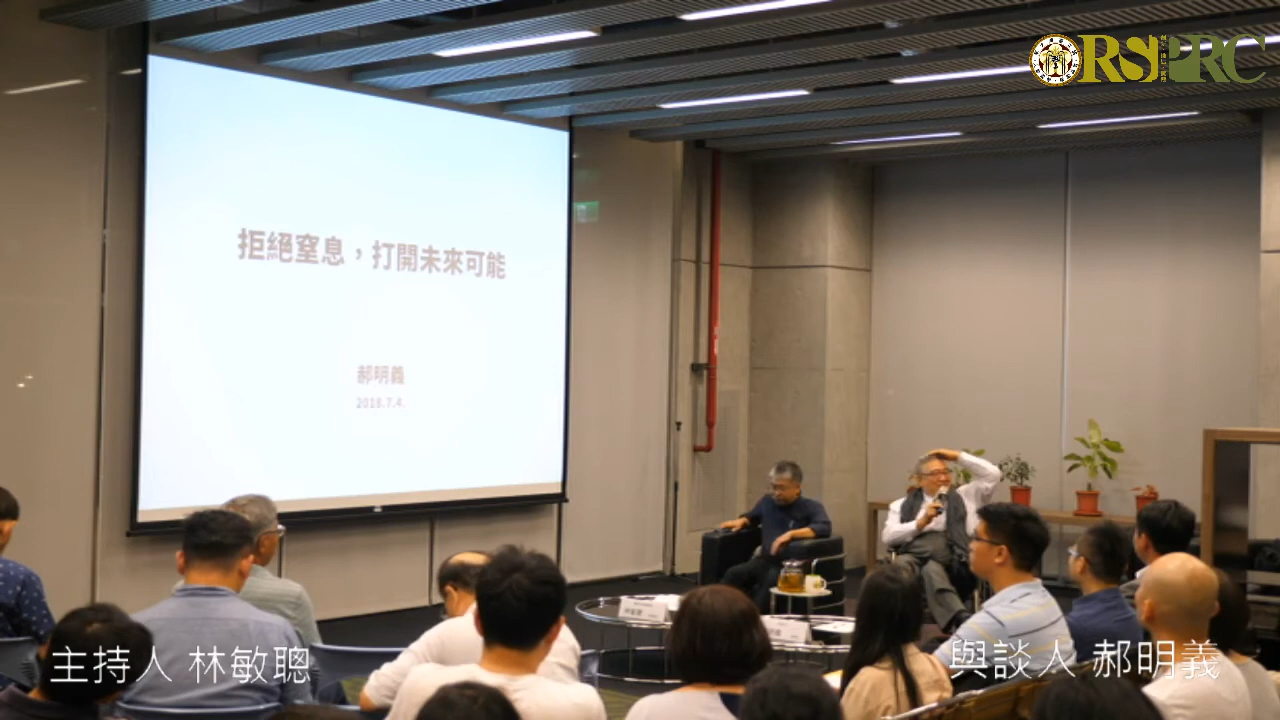 RSPRC
拒絕窒息，打開未來可能
郝明義
2018.7.4.
主持人 林敏聰
與談人 郝明義